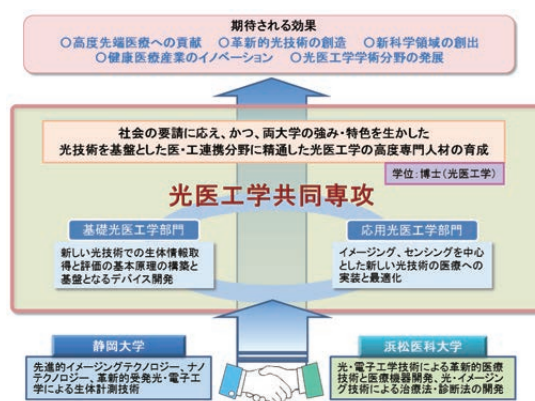 期待される効果
○高度先端医療への貢献 ○革新的光技術の創造 ○新科学領域の創出
○健康医療産業のイノベーション ○光医工学学術分野の発展
社会の要請に応え、かつ、両大学の強み・特色を生かした
光技術を基盤とした医・工連携分野に精通した光医工学の高度専門人材の育成
学位：博士（光医工学）
光医工学共同専攻
基礎光医工学部門
新しい光技術での生体情報取
得と評価の基本原理の構築と
基盤となるデバイス開発
応用光医工学部門
イメージング、センシングを中心
とした新しい光技術の医療への
実装と最適化
静岡大学
先進的イメージングテクノロジー、ナノ
テクノロジー、革新的受発光・電子工
学による生体計測技術
浜松医科大学
光・電子工学技術による革新的医療
技術と医療機器開発、光・イメージン
グ技術による治療法・診断法の開発